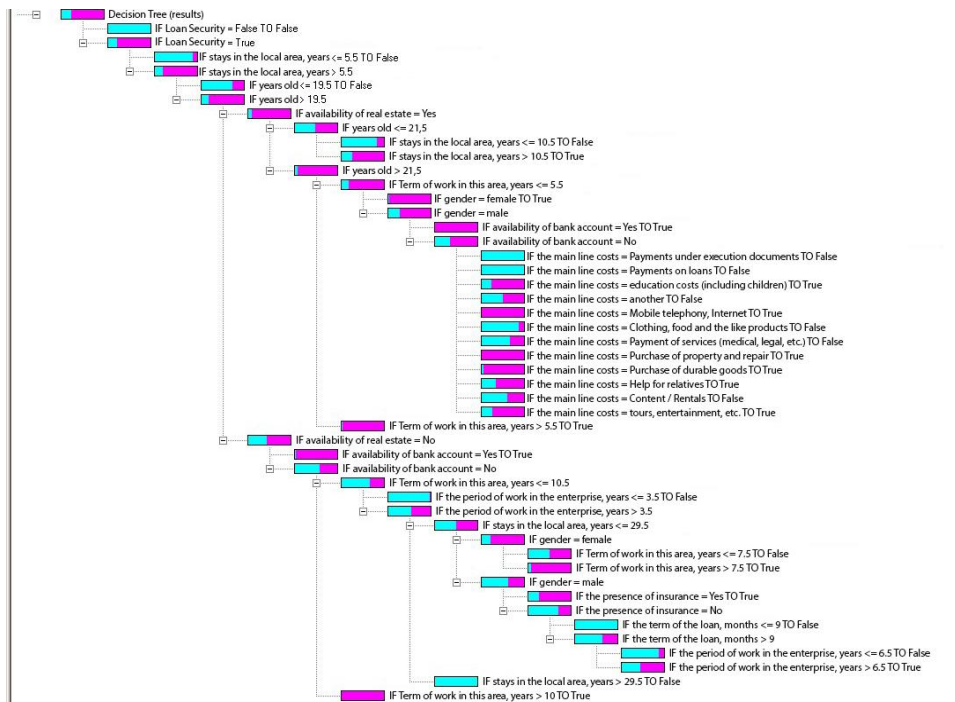 Decision Tree (results)
IF Loan Security = False TO False
IF Loan Security = True
IF stays in the local area, years <= 5.5 TO False
IF stays in the local area, years > 5.5
IF years old <= 19.5 TO False
IF years old > 19.5
IF availability of real estate = Yes
IF years old <= 21,5
IF stays in the local area, years <= 10.5 TO False
IF stays in the local area, years > 10.5 TO True
IF years old > 21,5
IF Term of work in this area, years <= 5.5
IF gender = female TO True
IF gender = male
IF availability of bank account = Yes TO True
IF availability of bank account = No
IF the main line costs = Payments under execution documents TO False
IF the main line costs = Payments on loans TO False
IF the main line costs = education costs (including children) TO True
IF the main line costs = another TO False
IF the main line costs = Mobile telephony, Internet TO True
IF the main line costs = Clothing, food and the like products TO False
IF the main line costs = Payment of services (medical, legal, etc.) TO False
IF the main line costs = Purchase of property and repair TO True
IF the main line costs = Purchase of durable goods TO True
IF the main line costs = Help for relatives TO True
IF the main line costs = Content / Rentals TO False
IF the main line costs = tours, entertainment, etc. TO True
IF Term of work in this area, years > 5.5 TO True
IF availability of real estate = No
IF availability of bank account = Yes TO True
IF availability of bank account = No
IF Term of work in this area, years <= 10.5
IF the period of work in the enterprise, years <= 3.5 TO False
IF the period of work in the enterprise, years > 3.5
IF stays in the local area, years <= 29.5
IF gender = female
IF Term of work in this area, years <= 7.5 TO False
IF Term of work in this area, years > 7.5 TO True
IF gender = male
IF the presence of insurance = Yes TO True
IF the presence of insurance = No
IF the term of the loan, months <= 9 TO False
IF the term of the loan, months > 9
IF the period of work in the enterprise, years <= 6.5 TO False
IF the period of work in the enterprise, years > 6.5 TO True
IF stays in the local area, years > 29.5 TO False
IF Term of work in this area, years > 10 TO True